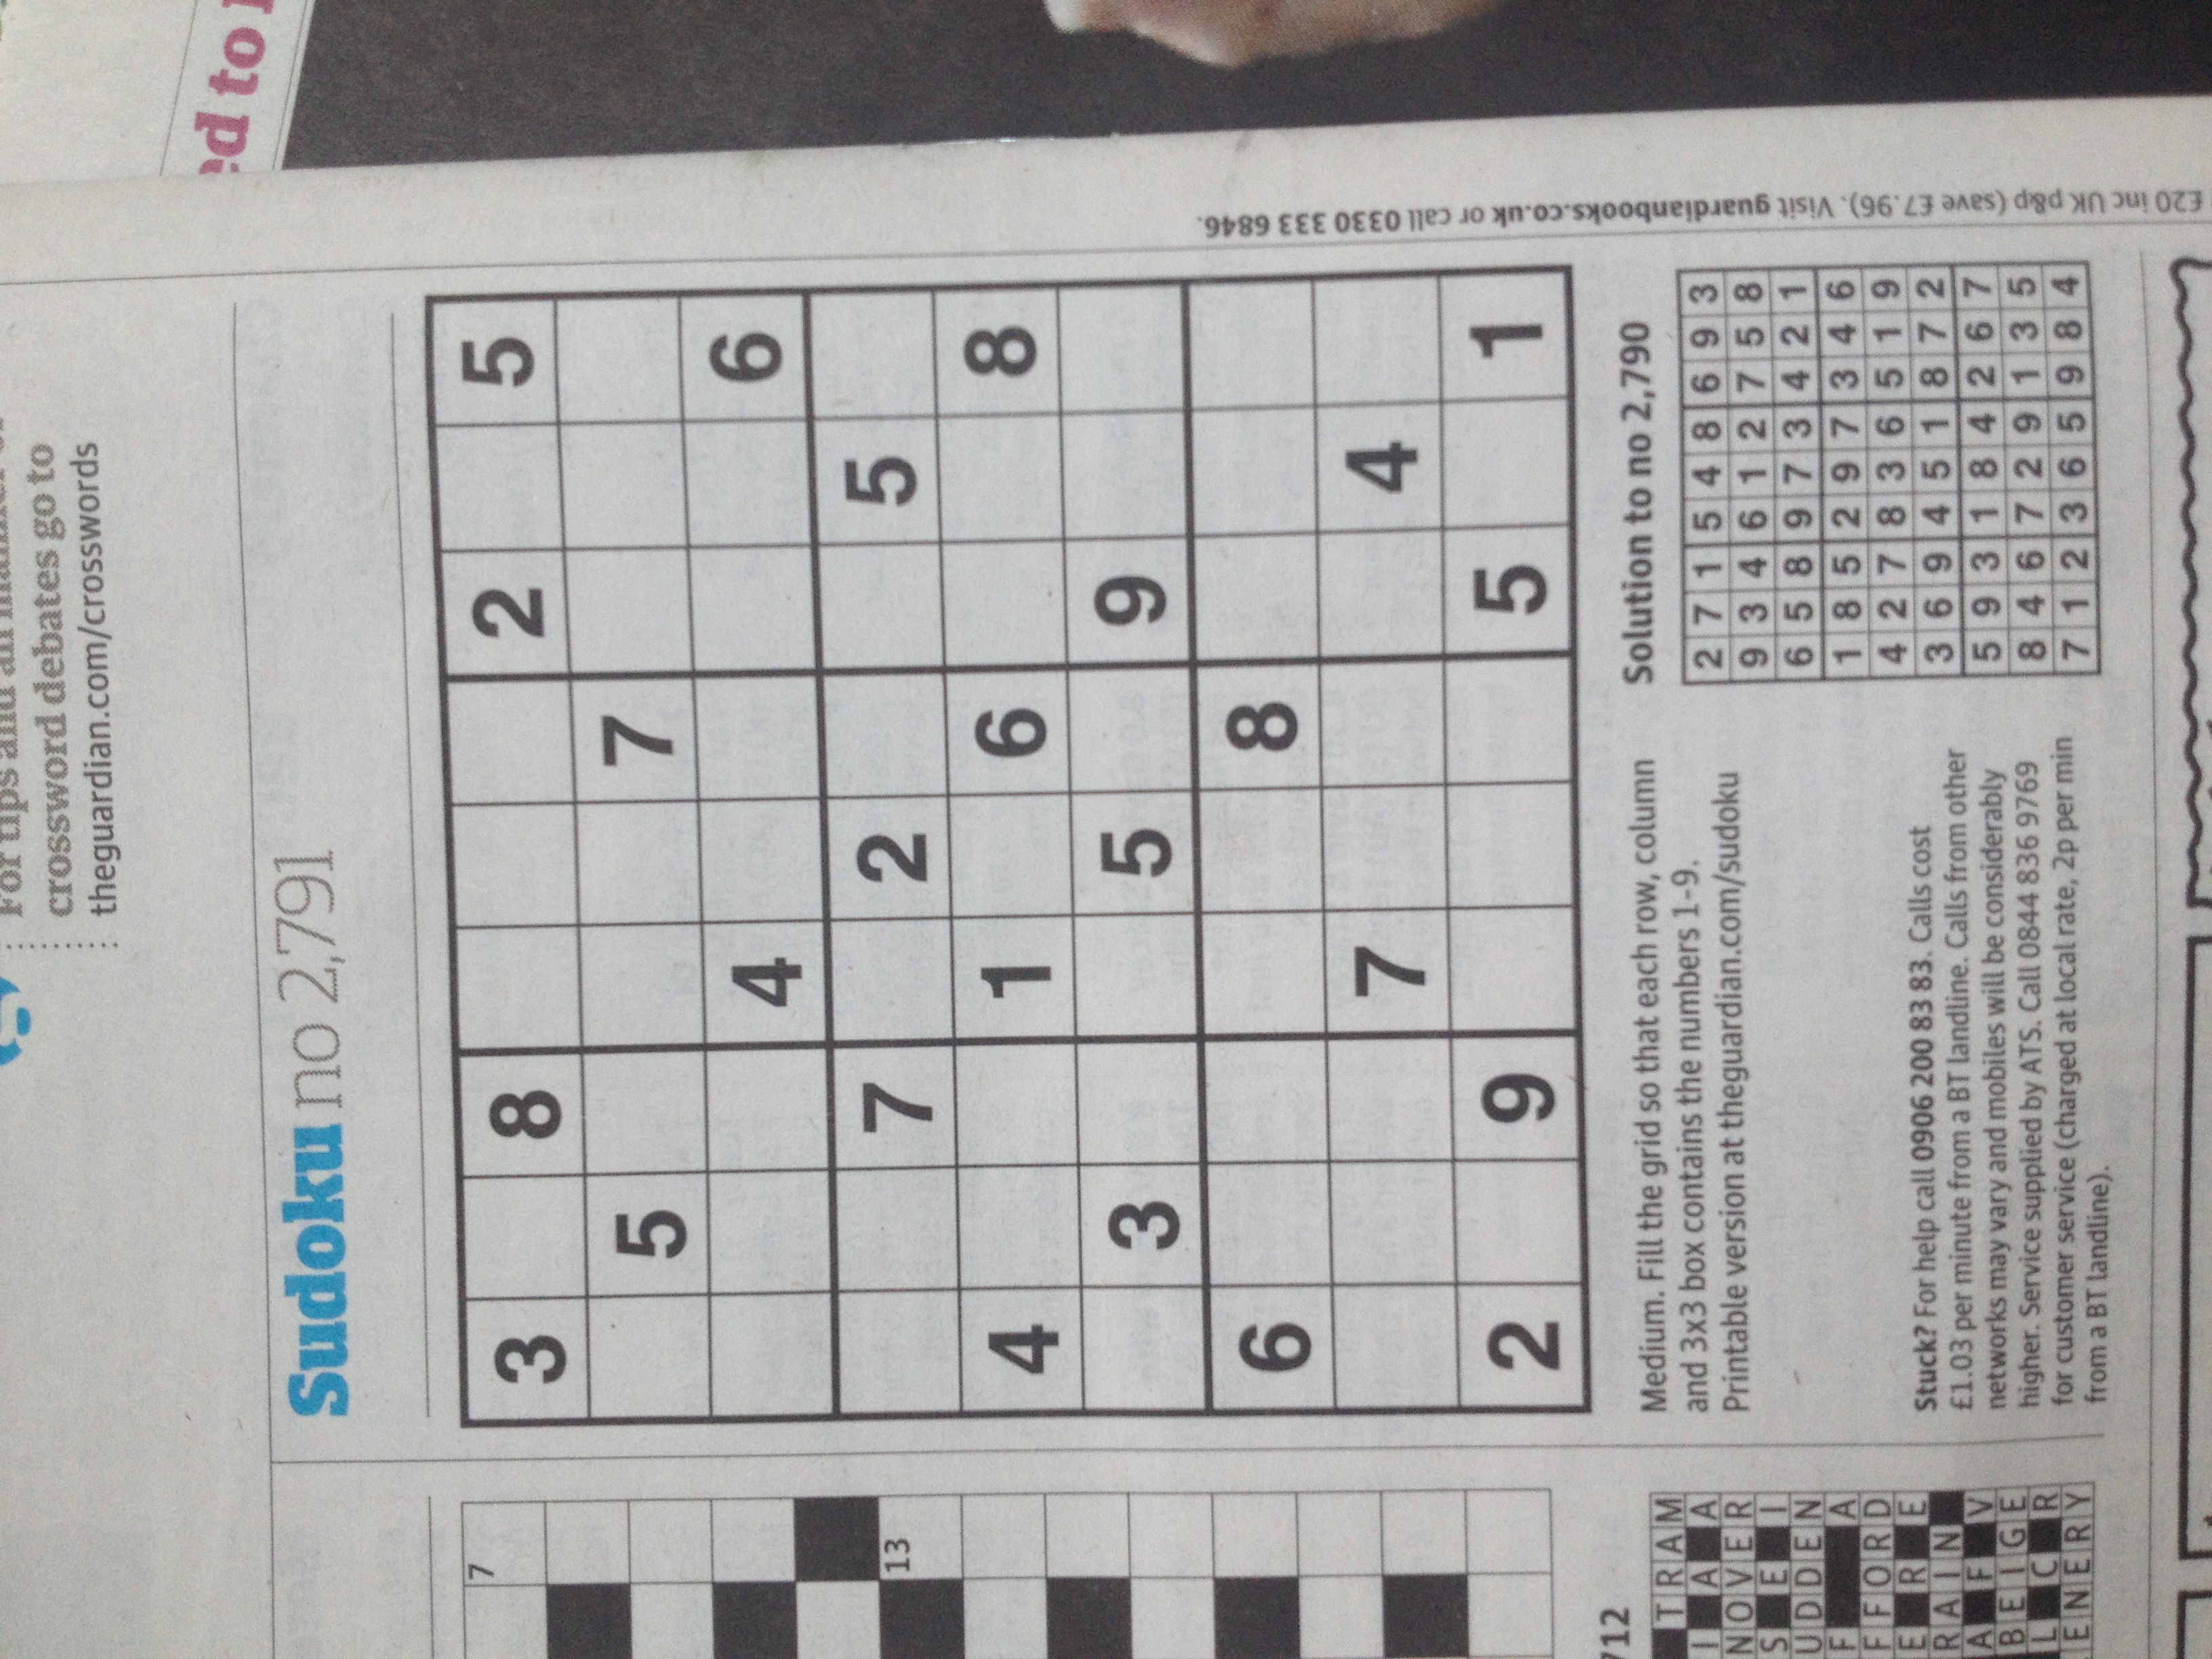 For tips and all manner of
crossword debates go to
theguardian.com/crosswords
ed to
Sudoku no 2,791
7
13
3 8 2 5
5 7
4 6
7 2 5
4 1 6 8
3 5 9
6 8
7 4
2 9 5 1
712
TRAM
I A A
NOVER
S E I
UDDEN
F A
FFORD
E R E
RAIN
A F V
BEIGE
L C R
ENERY
Medium. Fill the grid so that each row, column
and 3x3 box contains the numbers 1-9.
Printable version at theguardian.com/sudoku
Stuck? For help call 0906 200 83 83. Calls cost
£1.03 per minute from a BT landline. Calls from other
networks may vary and mobiles will be considerably
higher. Service supplied by ATS. Call 0844 836 9769
for customer service (charged at local rate, 2p per min
from a BT landline).
Solution to no 2,790
2 7 1 5 4 8 6 9 3
9 3 4 6 1 2 7 5 8
6 5 8 9 7 3 4 2 1
1 8 5 2 9 7 3 4 6
4 2 7 8 3 6 5 1 9
3 6 9 4 5 1 8 7 2
5 9 3 1 8 4 2 6 7
8 4 6 7 2 9 1 3 5
7 1 2 3 6 5 9 8 4
£20 inc UK p&p (save £7.96). Visit guardianbooks.co.uk or call 0330 333 6846.